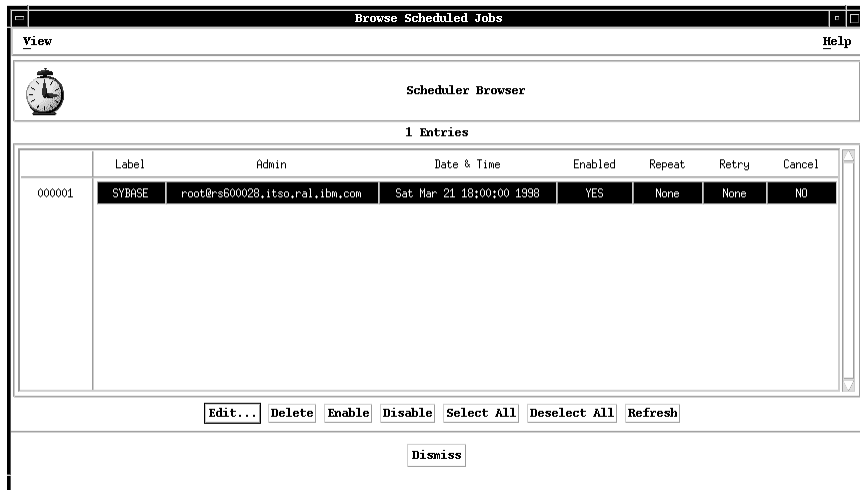 Browse Scheduled Jobs
View Help
Scheduler Browser
1 Entries
Label Admin Date & Time Enabled Repeat Retry Cancel
000001 SYBASE root@rs600028.itso.ral.ibm.com Sat Mar 21 18:00:00 1998 YES None None NO
Edit... Delete Enable Disable Select All Deselect All Refresh
Dismiss